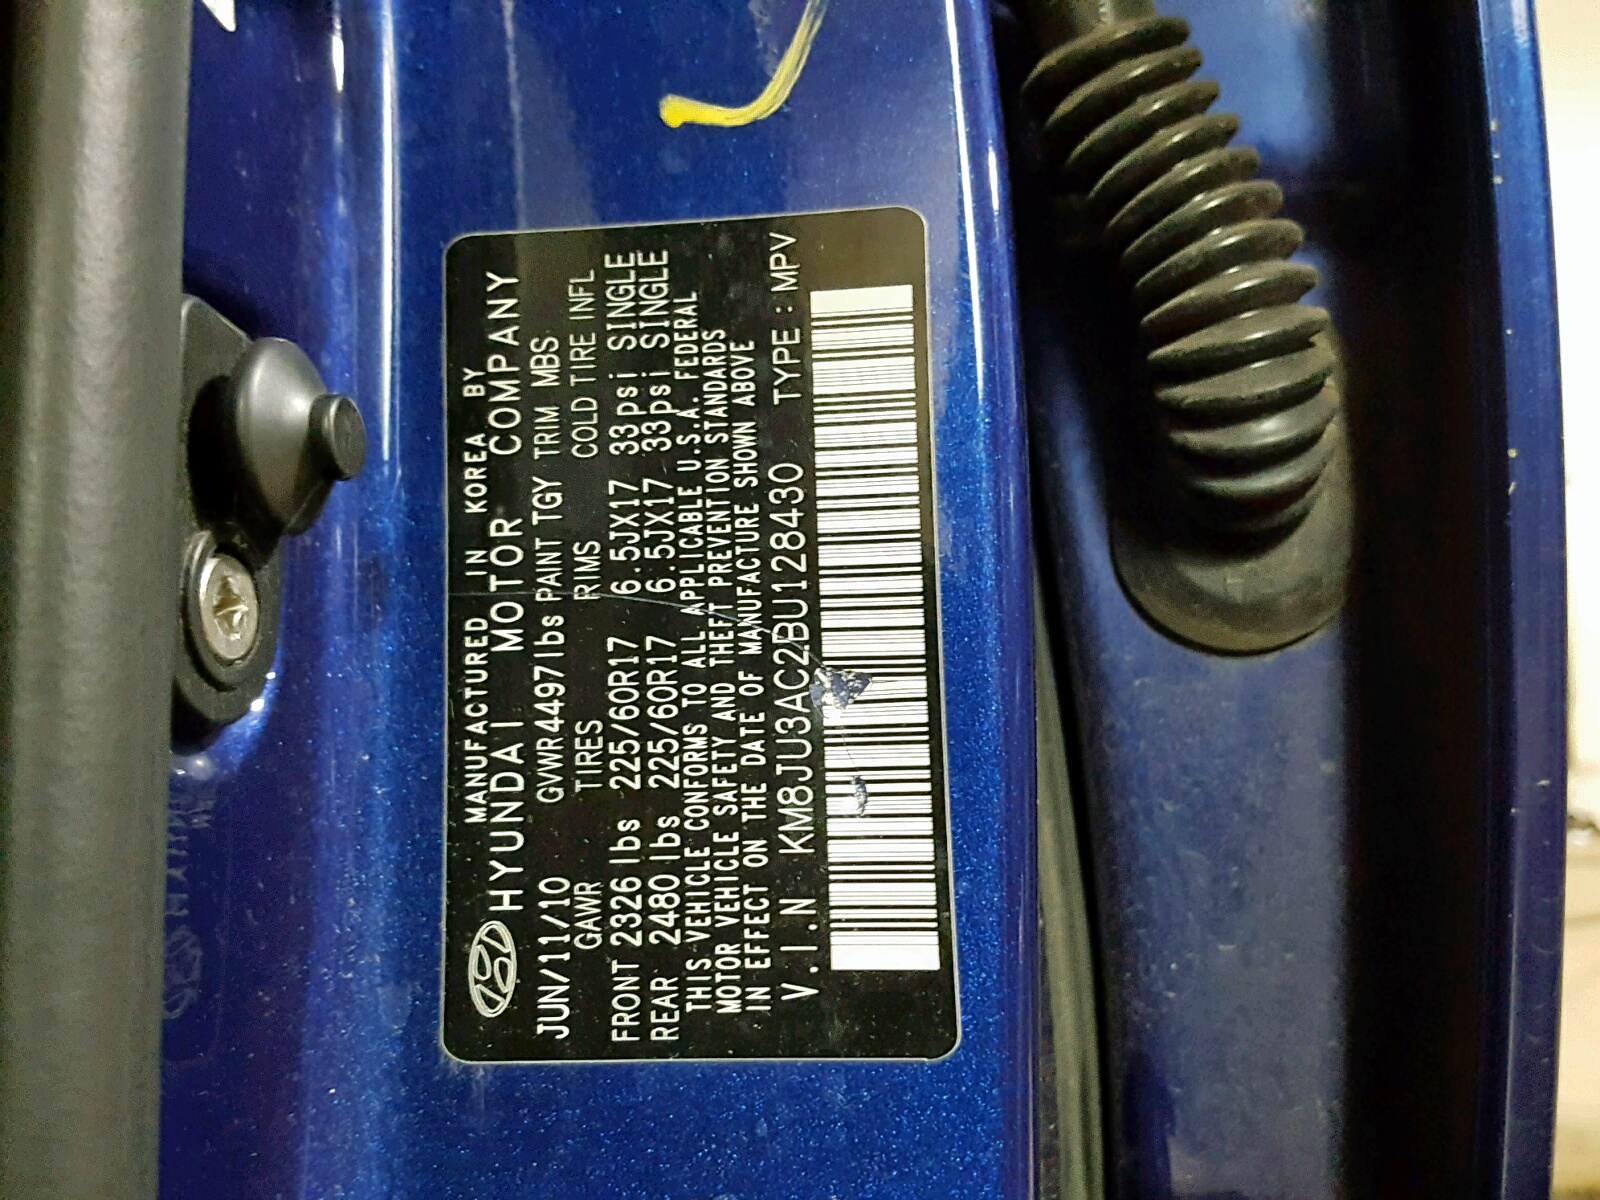 MANUFACTURED IN KOREA BY
HYUNDAI MOTOR COMPANY
JUN/11/10 GVWR 4497lbs PAINT TGY TRIM MBS
GAWR TIRES RIMS COLD TIRE INFL
FRONT 2326 lbs 225/60R17 6.5JX17 33psi SINGLE
REAR 2480 lbs 225/60R17 6.5JX17 33psi SINGLE
THIS VEHICLE CONFORMS TO ALL APPLICABLE U.S.A. FEDERAL
MOTOR VEHICLE SAFETY AND THEFT PREVENTION STANDARDS
IN EFFECT ON THE DATE OF MANUFACTURE SHOWN ABOVE
V.I.N KM8JU3AC2BU128430 TYPE : MPV